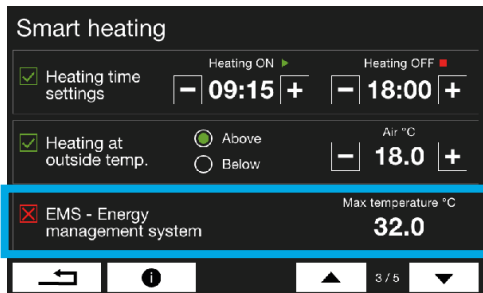 Smart heating
Heating time
settings
Heating ON
− 09:15 +
Heating OFF
− 18:00 +
Heating at
outside temp.
Above
Below
Air °C
− 18.0 +
EMS - Energy
management system
Max temperature °C
32.0
3/5